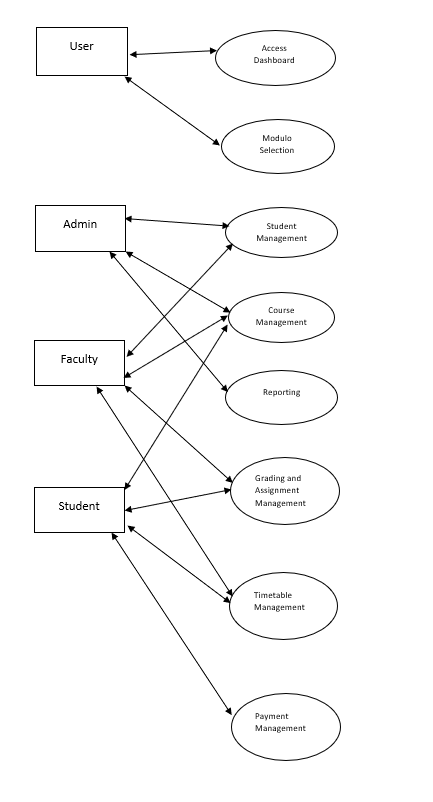 User
Access
Dashboard
Modulo
Selection
Admin
Student
Management
Course
Management
Faculty
Reporting
Grading and
Assignment
Management
Student
Timetable
Management
Payment
Management